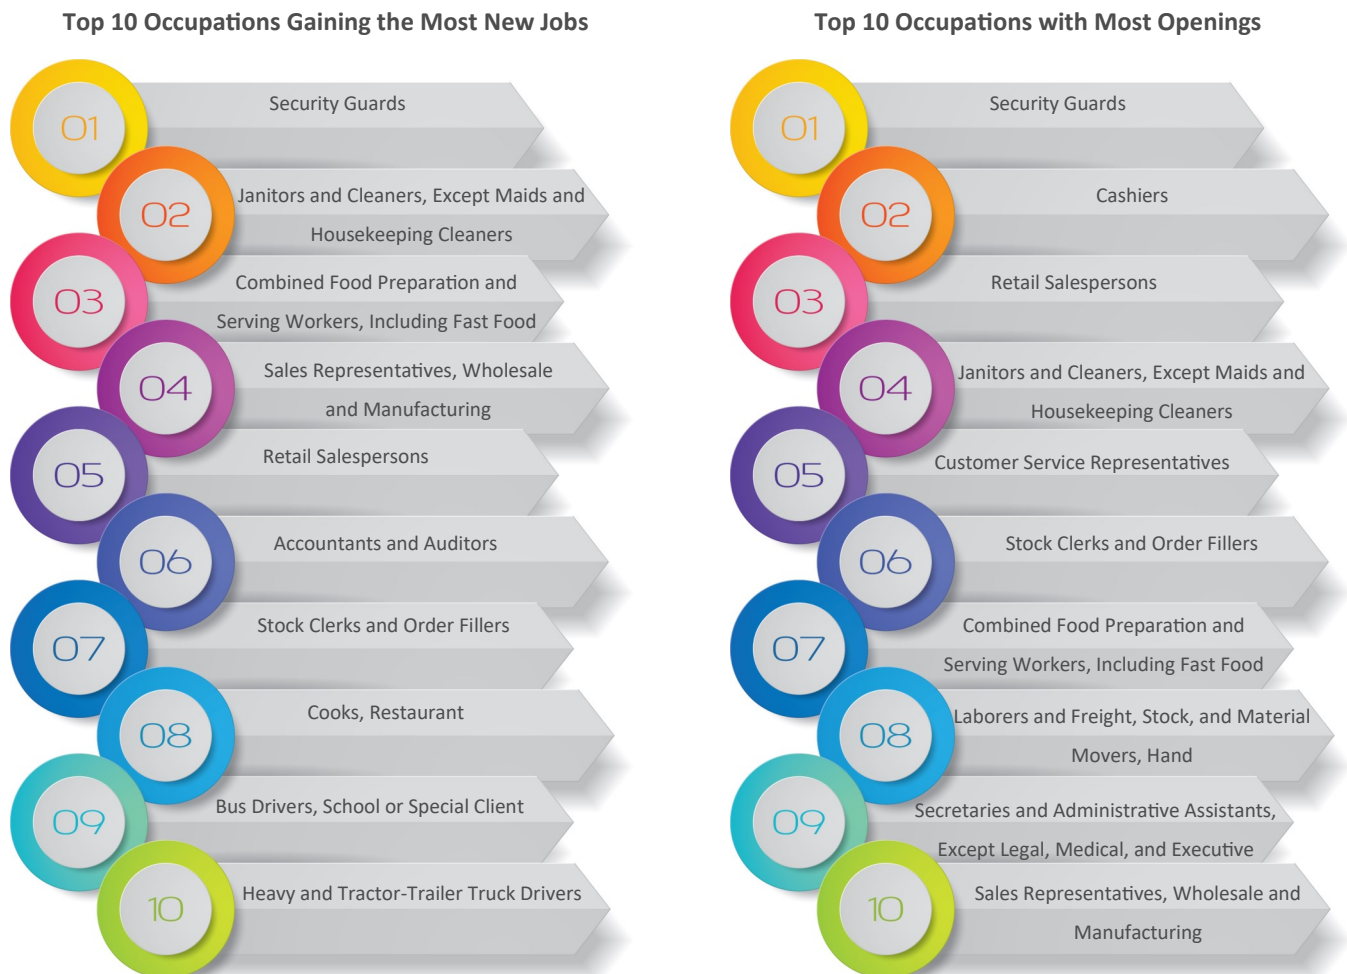 Top 10 Occupations Gaining the Most New Jobs
01
Security Guards
02
Janitors and Cleaners, Except Maids and
Housekeeping Cleaners
03
Combined Food Preparation and
Serving Workers, Including Fast Food
04
Sales Representatives, Wholesale
and Manufacturing
05
Retail Salespersons
06
Accountants and Auditors
07
Stock Clerks and Order Fillers
08
Cooks, Restaurant
09
Bus Drivers, School or Special Client
10
Heavy and Tractor-Trailer Truck Drivers
Top 10 Occupations with Most Openings
01
Security Guards
02
Cashiers
03
Retail Salespersons
04
Janitors and Cleaners, Except Maids and
Housekeeping Cleaners
05
Customer Service Representatives
06
Stock Clerks and Order Fillers
07
Combined Food Preparation and
Serving Workers, Including Fast Food
08
Laborers and Freight, Stock, and Material
Movers, Hand
09
Secretaries and Administrative Assistants,
Except Legal, Medical, and Executive
10
Sales Representatives, Wholesale and
Manufacturing